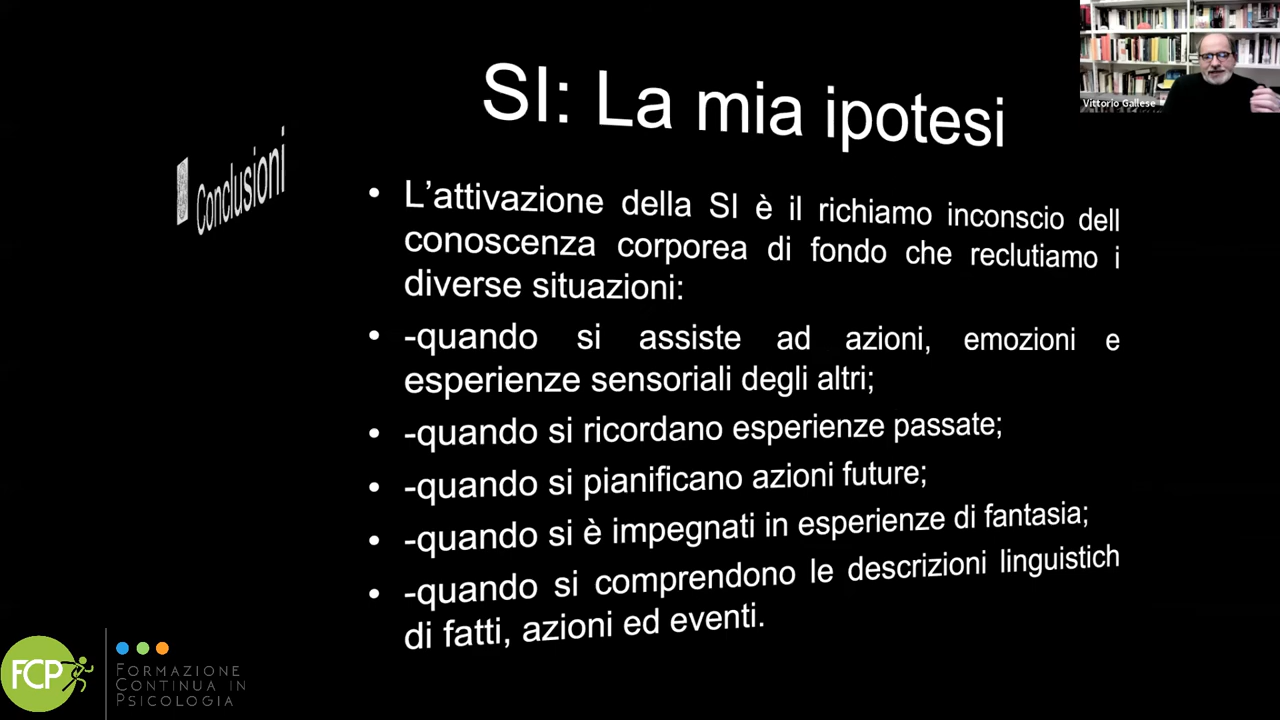 Vittorio Gallese
SI: La mia ipotesi
Conclusioni
• L’attivazione della SI è il richiamo inconscio dell
conoscenza corporea di fondo che reclutiamo i
diverse situazioni:
• -quando si assiste ad azioni, emozioni e
esperienze sensoriali degli altri;
• -quando si ricordano esperienze passate;
• -quando si pianificano azioni future;
• -quando si è impegnati in esperienze di fantasia;
• -quando si comprendono le descrizioni linguistich
di fatti, azioni ed eventi.
FCP
FORMAZIONE
CONTINUA IN
PSICOLOGIA